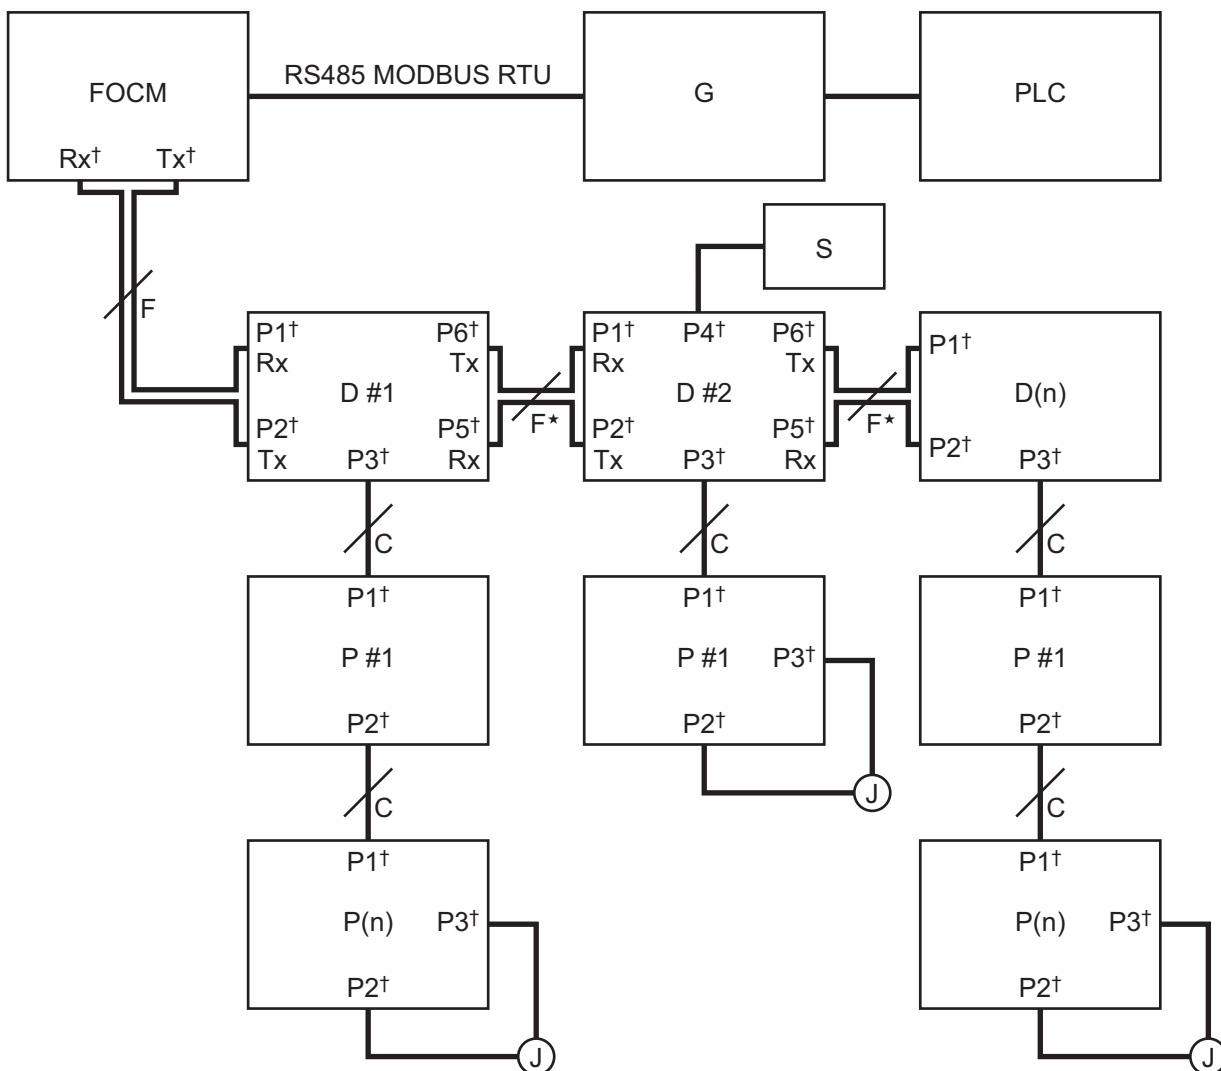 RS485 MODBUS RTU
FOCM
G
PLC
Rx† Tx†
S
F
P1† P6† P1† P4† P6† P1†
Rx Tx Rx Tx
D #1 D #2 D(n)
F★ F★
P2† P5† P2† P5† P2†
Tx P3† Rx Tx P3† Rx P3†
C C C
P1† P1† P1†
P #1 P #1 P3† P #1
P2† P2† P2†
J
C C
P1† P1†
P(n) P3† P(n) P3†
P2† P2†
J J